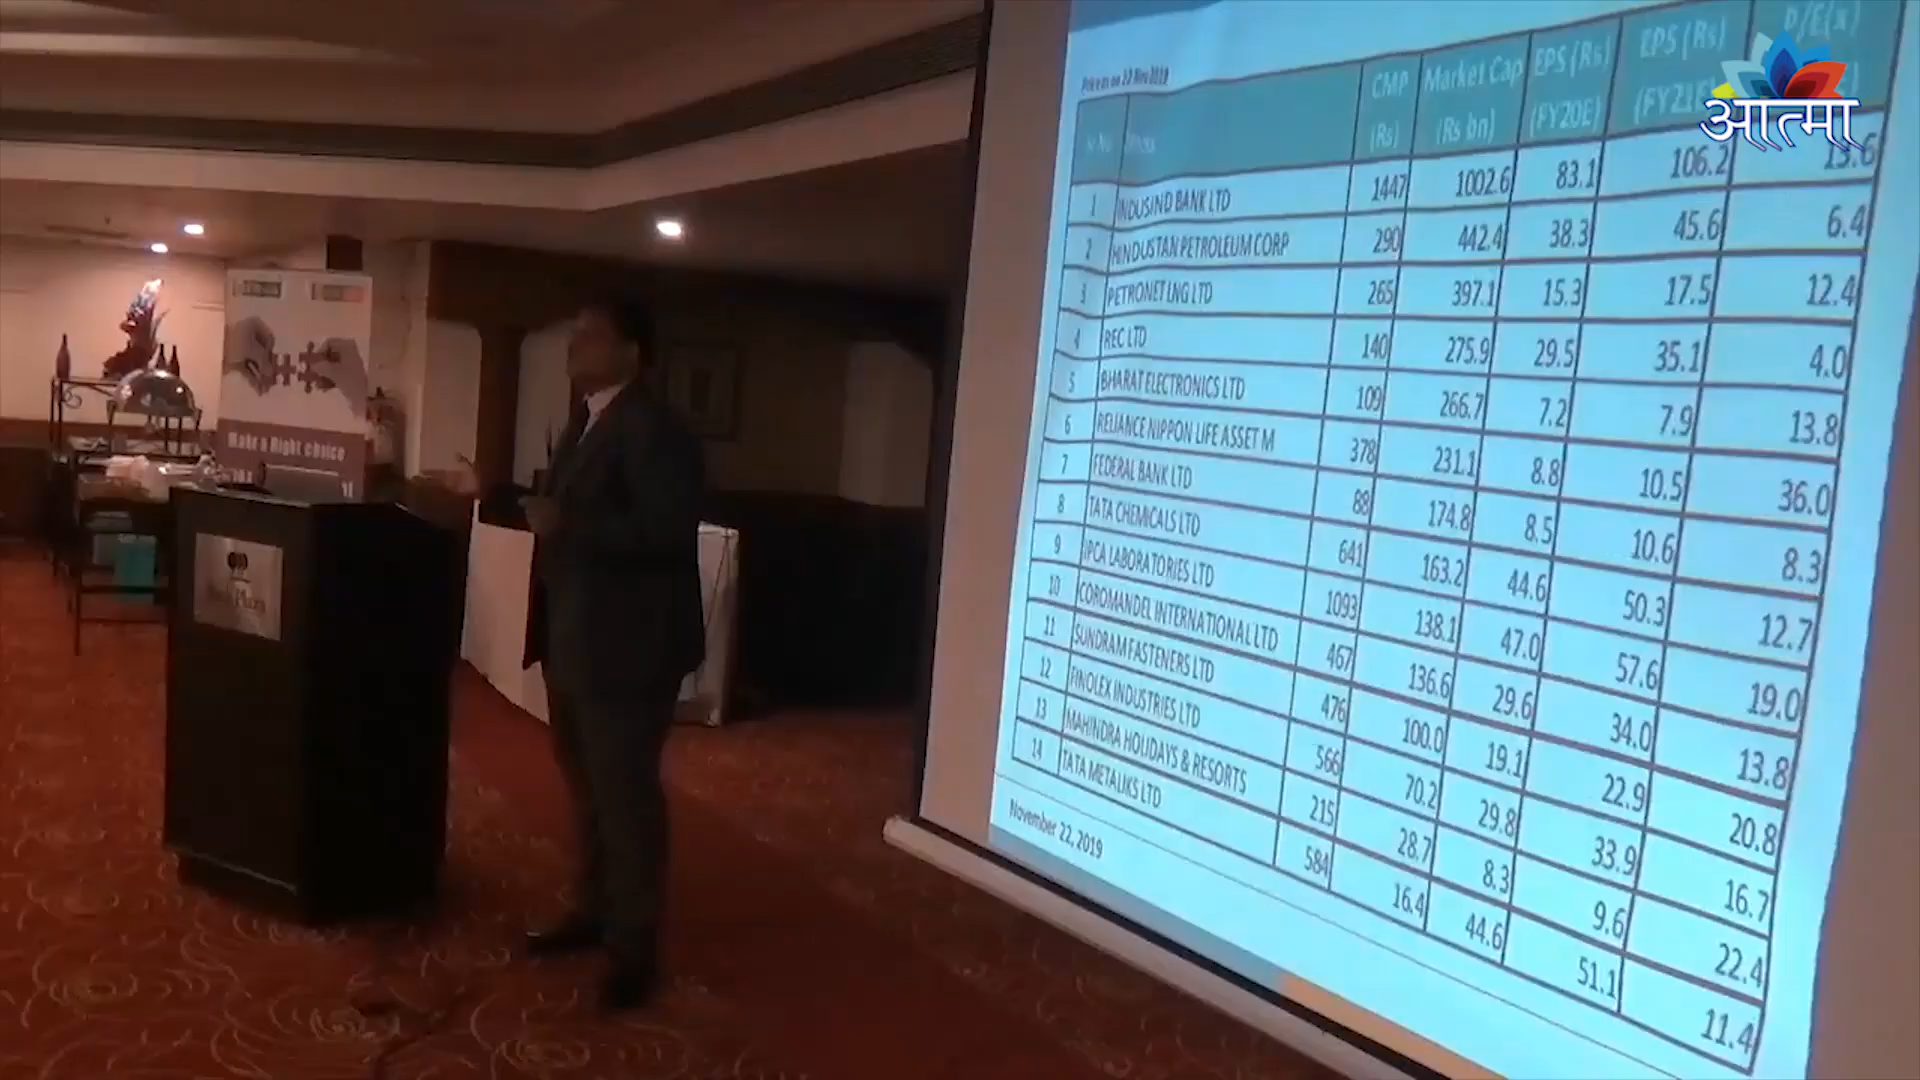 आत्मा
Price as on 22 Nov 2019
CMP (Rs) Market Cap (Rs bn) EPS (Rs) (FY20E) EPS (Rs)
1 INDUSIND BANK LTD 1447 1002.6 83.1 106.2 13.6
2 HINDUSTAN PETROLEUM CORP 290 442.4 38.3 45.6 6.4
3 PETRONET LNG LTD 265 397.1 15.3 17.5 12.4
4 REC LTD 140 275.9 29.5 35.1 4.0
5 BHARAT ELECTRONICS LTD 109 266.7 7.2 7.9 13.8
6 RELIANCE NIPPON LIFE ASSET M 378 231.1 8.8 10.5 36.0
7 FEDERAL BANK LTD 88 174.8 8.5 10.6 8.3
8 TATA CHEMICALS LTD 641 163.2 44.6 50.3 12.7
9 IPCA LABORATORIES LTD 1093 138.1 47.0 57.6 19.0
10 COROMANDEL INTERNATIONAL LTD 467 136.6 29.6 34.0 13.8
11 SUNDRAM FASTENERS LTD 476 100.0 19.1 22.9 20.8
12 FINOLEX INDUSTRIES LTD 566 70.2 29.8 33.9 16.7
13 MAHINDRA HOLIDAYS & RESORTS 215 28.7 8.3 9.6 22.4
14 TATA METALIKS LTD 584 16.4 44.6 51.1 11.4
November 22, 2019
Make a Right choice